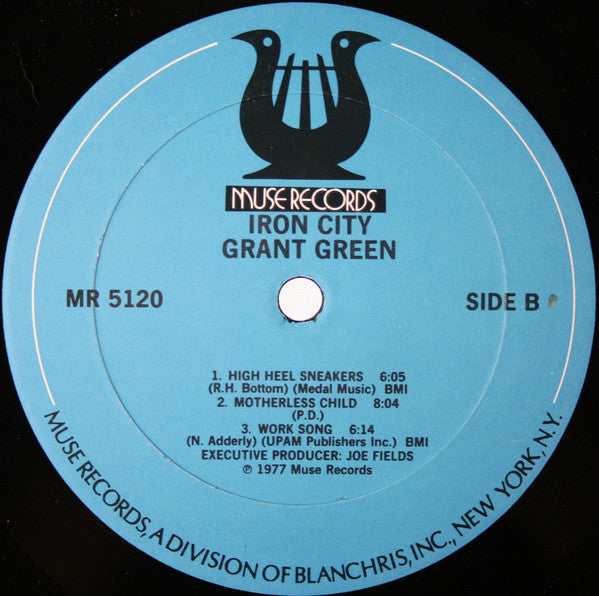 MUSE RECORDS
IRON CITY
GRANT GREEN
MR 5120
SIDE B
1. HIGH HEEL SNEAKERS 6:05
(R.H. Bottom) (Medal Music) BMI
2. MOTHERLESS CHILD 8:04
(P.D.)
3. WORK SONG 6:14
(N. Adderly) (UPAM Publishers Inc.) BMI
EXECUTIVE PRODUCER: JOE FIELDS
℗ 1977 Muse Records
MUSE RECORDS, A DIVISION OF BLANCHRIS, INC., NEW YORK, N.Y.